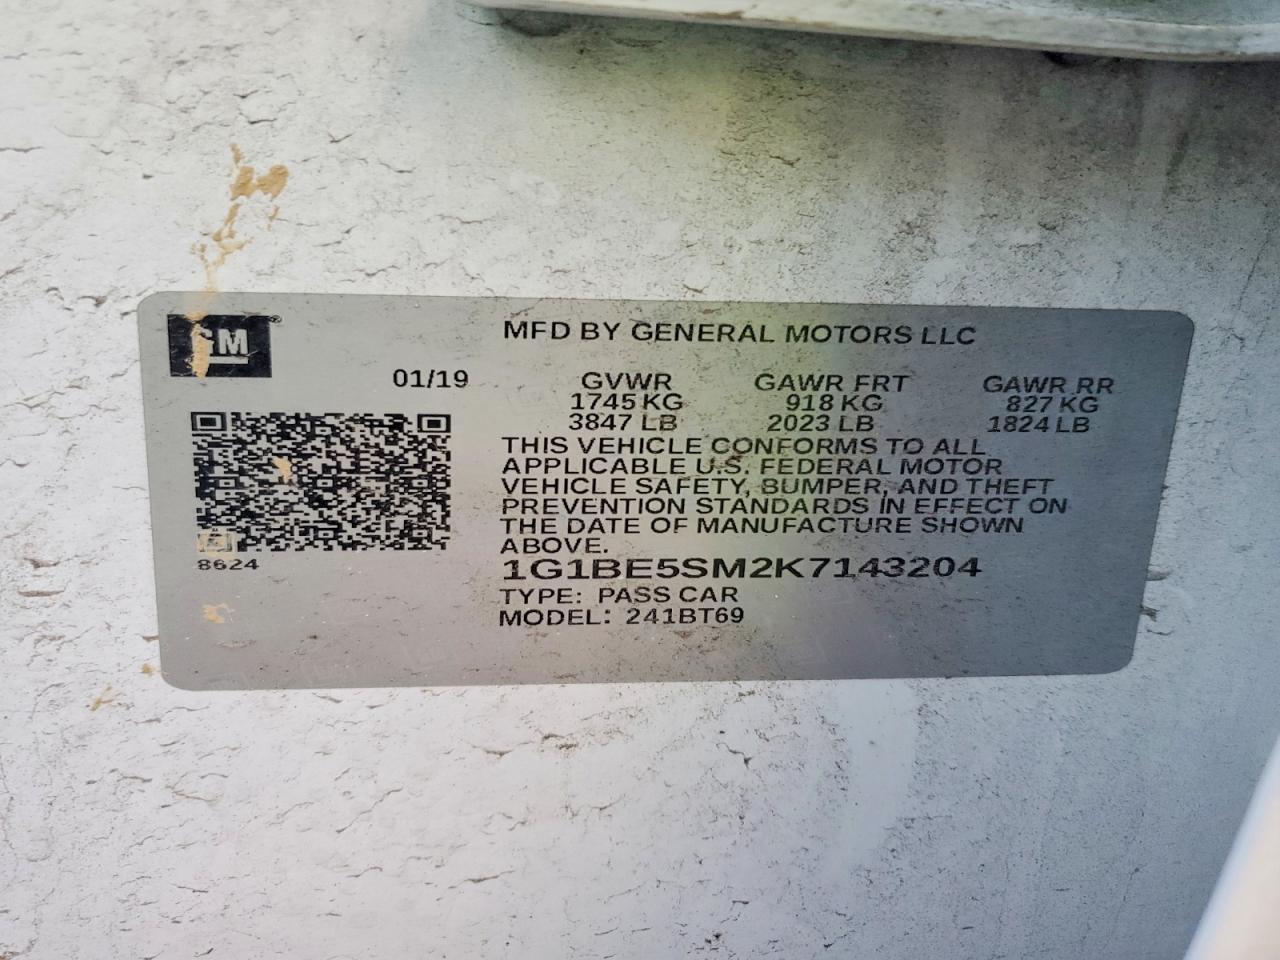 GM
MFD BY GENERAL MOTORS LLC
01/19
GVWR GAWR FRT GAWR RR
1745 KG 918 KG 827 KG
3847 LB 2023 LB 1824 LB
THIS VEHICLE CONFORMS TO ALL
APPLICABLE U.S. FEDERAL MOTOR
VEHICLE SAFETY, BUMPER, AND THEFT
PREVENTION STANDARDS IN EFFECT ON
THE DATE OF MANUFACTURE SHOWN
ABOVE.
8624
1G1BE5SM2K7143204
TYPE: PASS CAR
MODEL: 241BT69